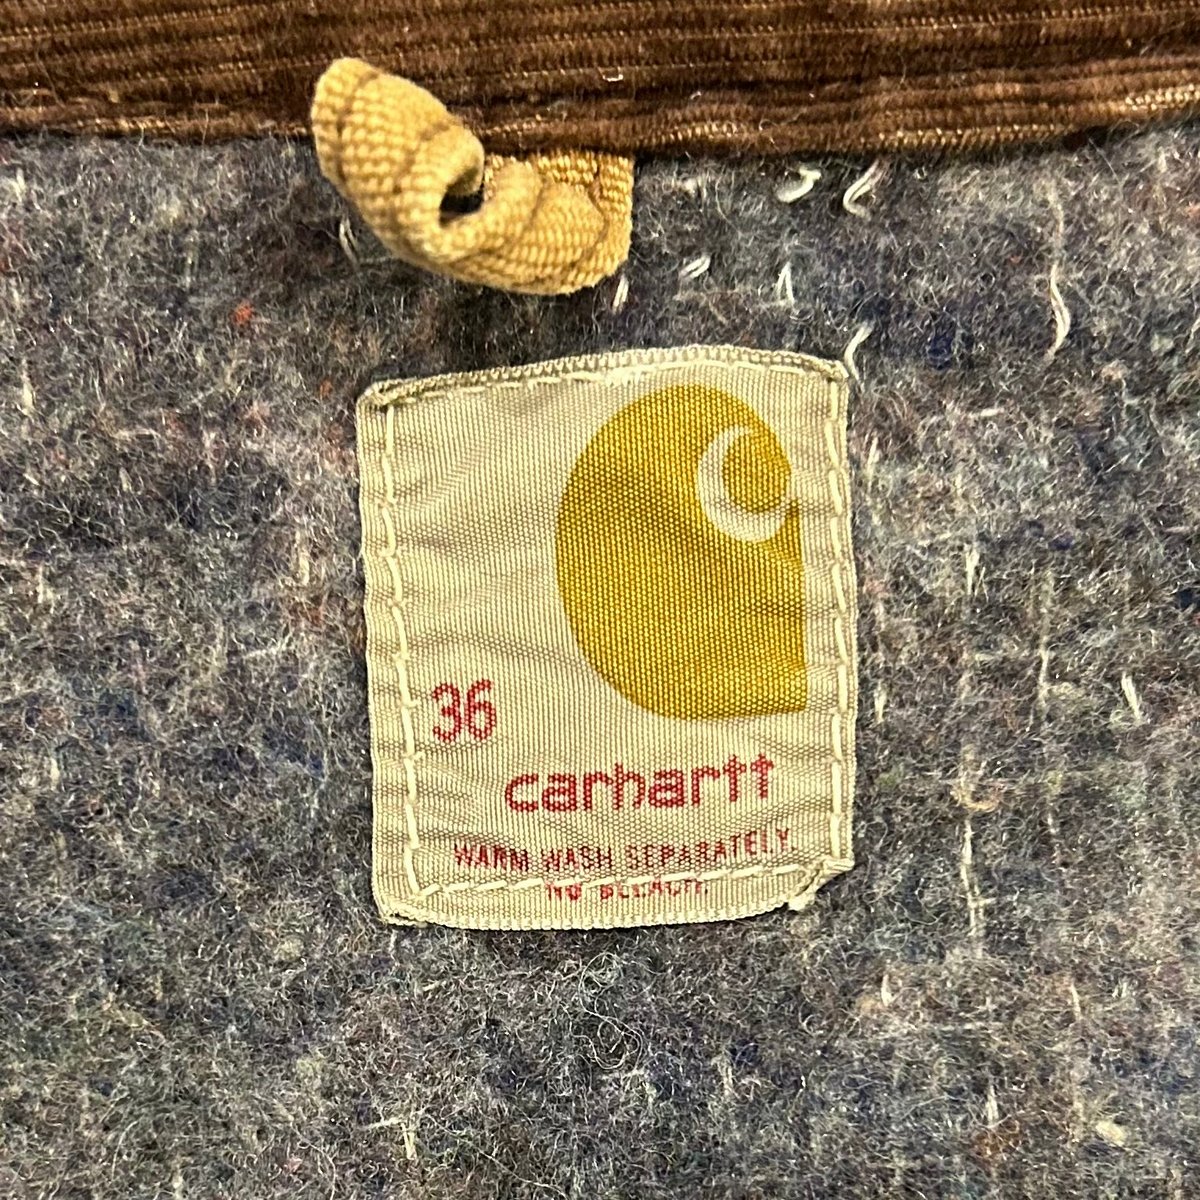 36
carhartt
WARM WASH SEPARATELY.
NO BLEACH.